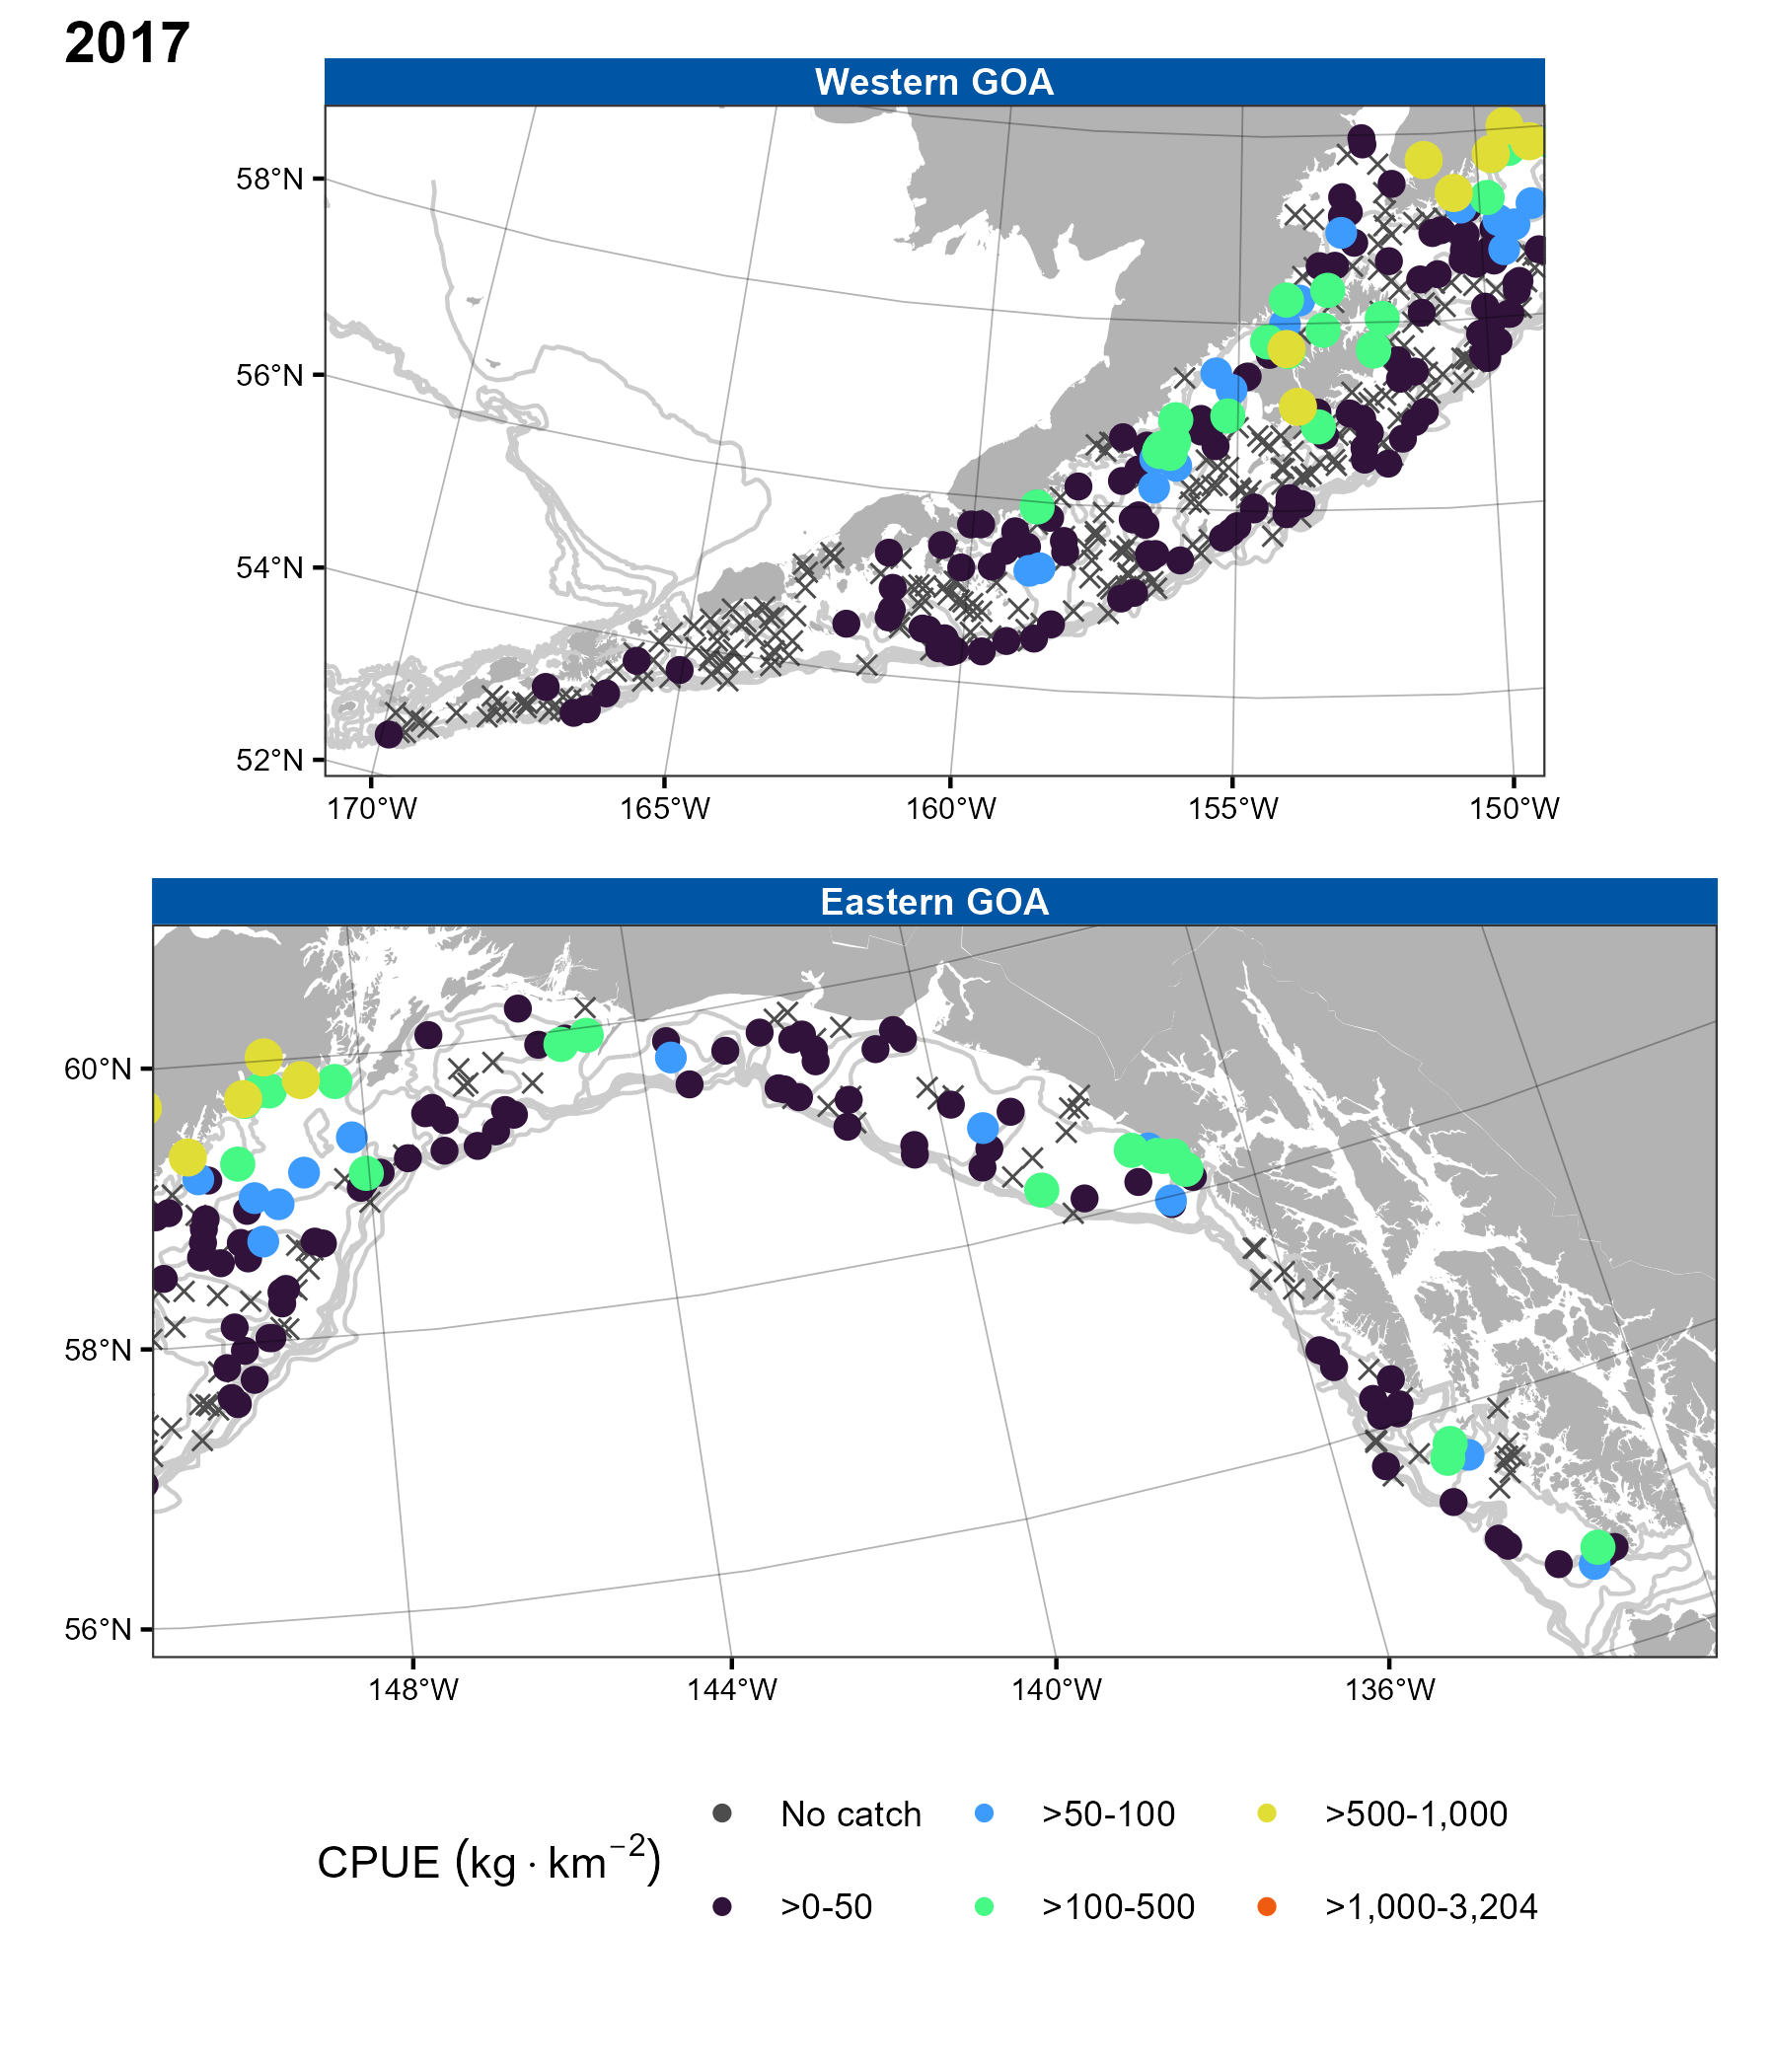 2017
Western GOA
58°N
56°N
54°N
52°N
170°W 165°W 160°W 155°W 150°W
Eastern GOA
60°N
58°N
56°N
148°W 144°W 140°W 136°W
No catch >50-100 >500-1,000
CPUE (kg · km⁻²)
>0-50 >100-500 >1,000-3,204